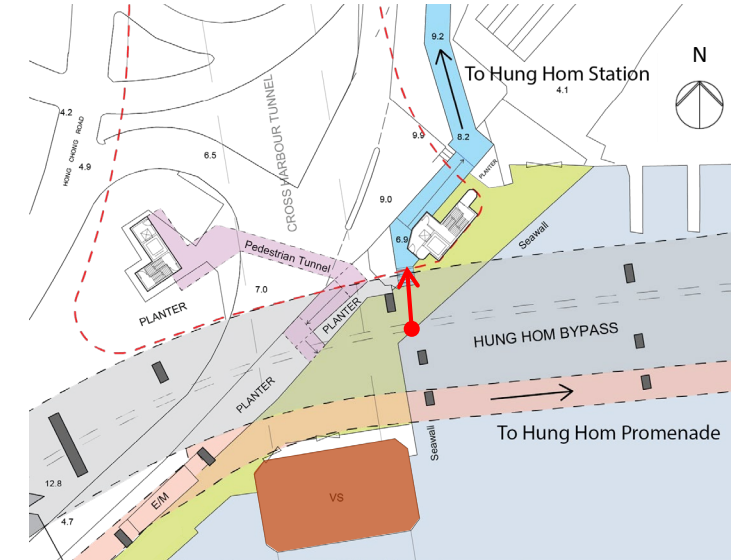 9.2
To Hung Hom Station
N
4.1
4.2
HONG CHONG ROAD
4.9
6.5
CROSS HARBOUR TUNNEL
9.9
8.2
PLANTER
9.0
6.9
Seawall
Pedestrian Tunnel
7.0
PLANTER
PLANTER
HUNG HOM BYPASS
PLANTER
To Hung Hom Promenade
Seawall
12.8
E/M
VS
4.7